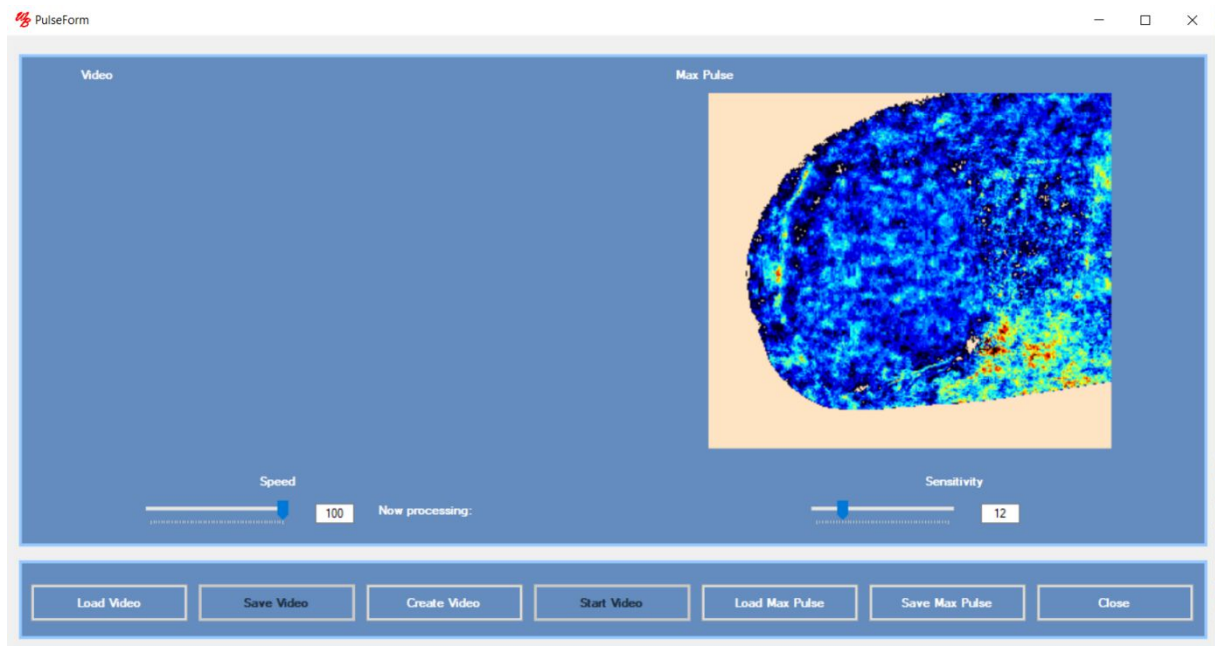 PulseForm
Video
Max Pulse
Speed
Sensitivity
100
Now processing:
12
Load Video
Save Video
Create Video
Start Video
Load Max Pulse
Save Max Pulse
Close